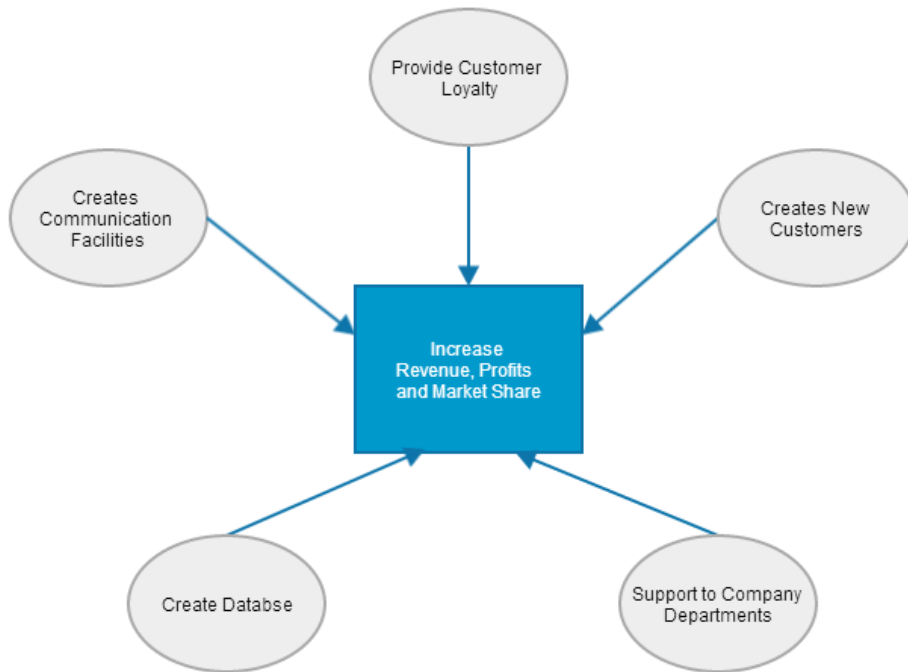 Provide Customer
Loyalty
Creates
Communication
Facilities
Creates New
Customers
Increase
Revenue, Profits
and Market Share
Create Databse
Support to Company
Departments